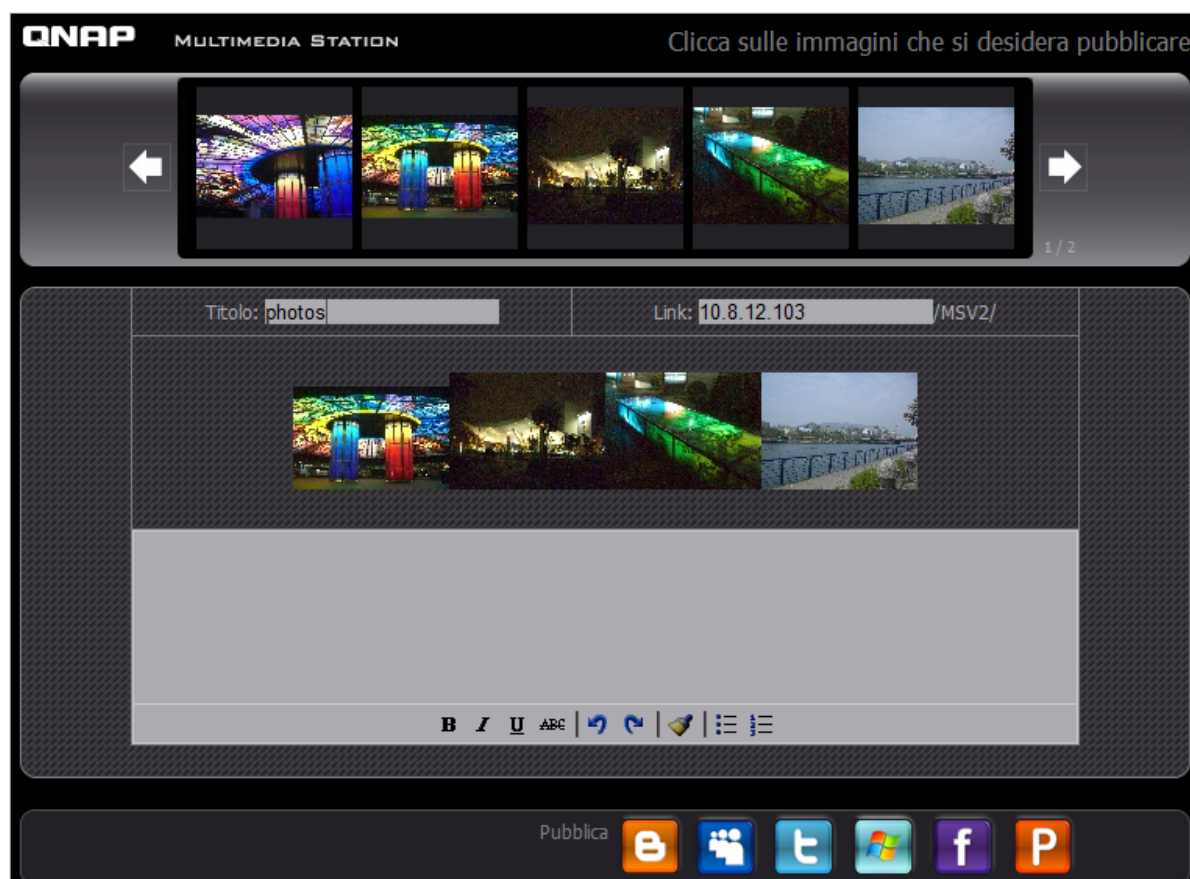 QNAP MULTIMEDIA STATION Clicca sulle immagini che si desidera pubblicare
1 / 2
Titolo: photos Link: 10.8.12.103 /MSV2/
B I U ABC
Pubblica